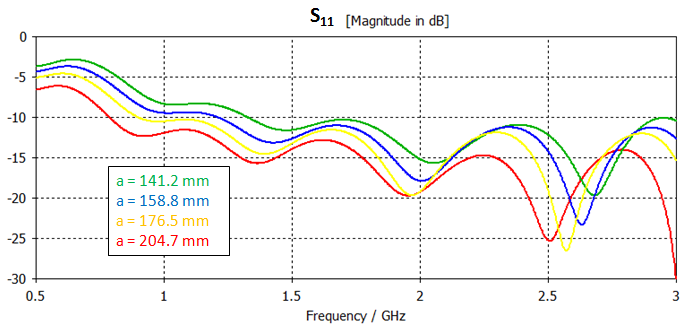 S11 [Magnitude in dB]
0
-5
-10
-15
-20
-25
-30
a = 141.2 mm
a = 158.8 mm
a = 176.5 mm
a = 204.7 mm
0.5 1 1.5 2 2.5 3
Frequency / GHz